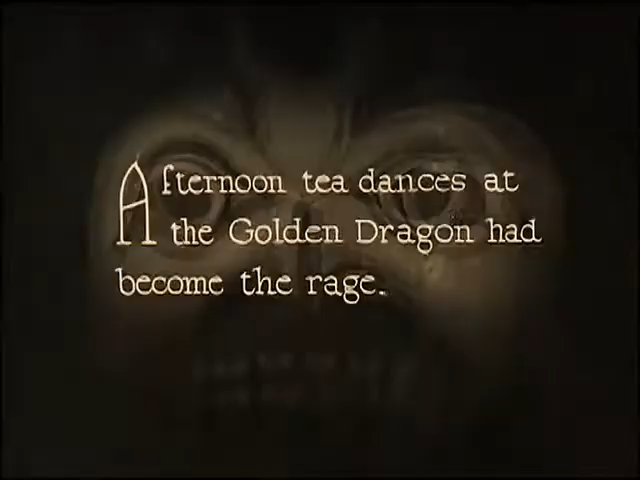 Afternoon tea dances at
the Golden Dragon had
become the rage.